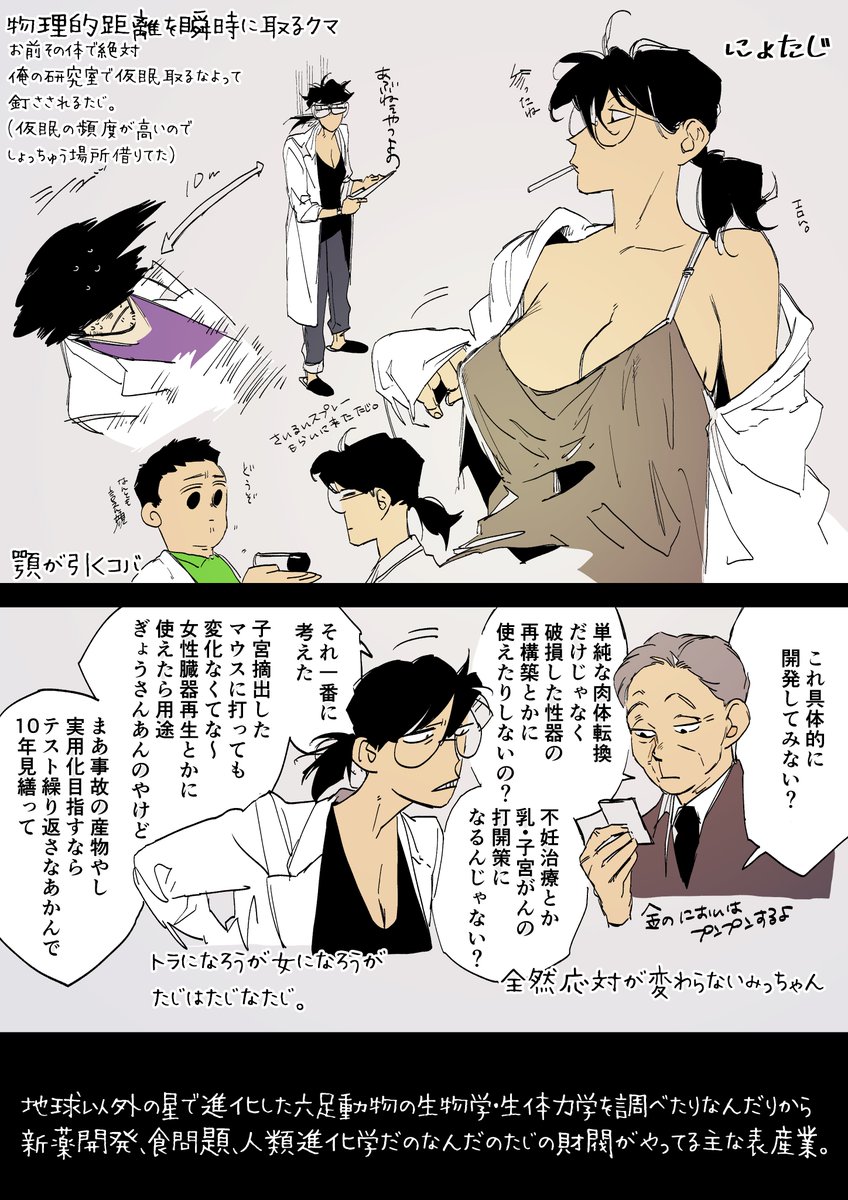 物理的距離を瞬時に取るクマ
お前その体で絶対
俺の研究室で仮眠取るなよって
釘さされるたじ。
(仮眠の頻度が高いので
しょっちゅう場所借りてた)
にょたじ
参ったね
エロい。
10m
さいるいスプレー
もらいに来たたじ。
どうぞ
なんとも言えん顔
顎が引くコバ
これ具体的に
開発してみない?
単純な肉体転換
だけじゃなく
破損した性器の
再構築とかに
使えたりしないの?
不妊治療とか
乳・子宮がんの
打開策に
なるんじゃない?
金のにおいは
プンプンするよ
全然応対が変わらないみっちゃん
それ一番に
考えた
子宮摘出した
マウスに打っても
変化なくてな~
女性臓器再生とかに
使えたら用途
ぎょうさんあんのやけど
まあ事故の産物やし
実用化目指すなら
テスト繰り返さなあかんで
10年見繕って
トラになろうが女になろうが
たじはたじなたじ。
地球以外の星で進化した六足動物の生物学・生体力学を調べたりなんだりから
新薬開発、食問題、人類進化学だのなんだのたじの財閥がやってる主な表産業。